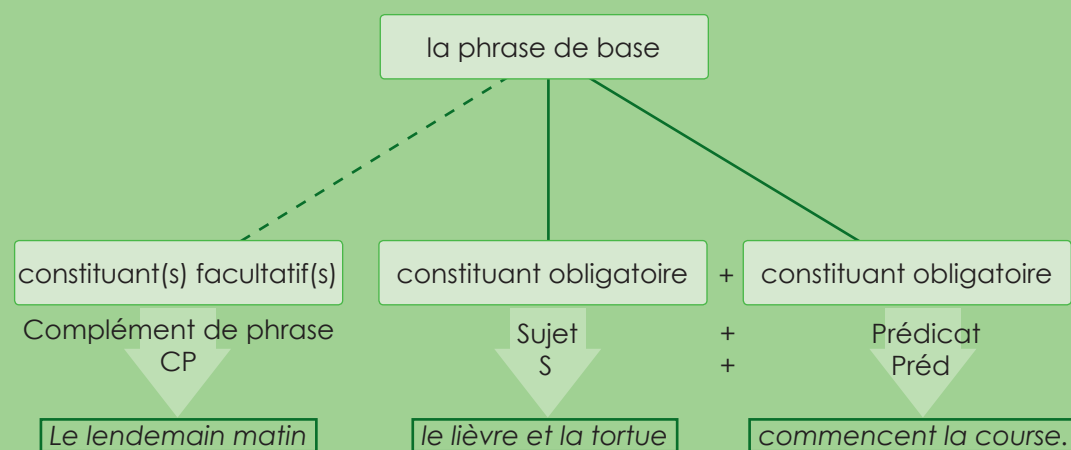 la phrase de base
constituant(s) facultatif(s) constituant obligatoire + constituant obligatoire
Complément de phrase Sujet + Prédicat
CP S + Préd
Le lendemain matin le lièvre et la tortue commencent la course.